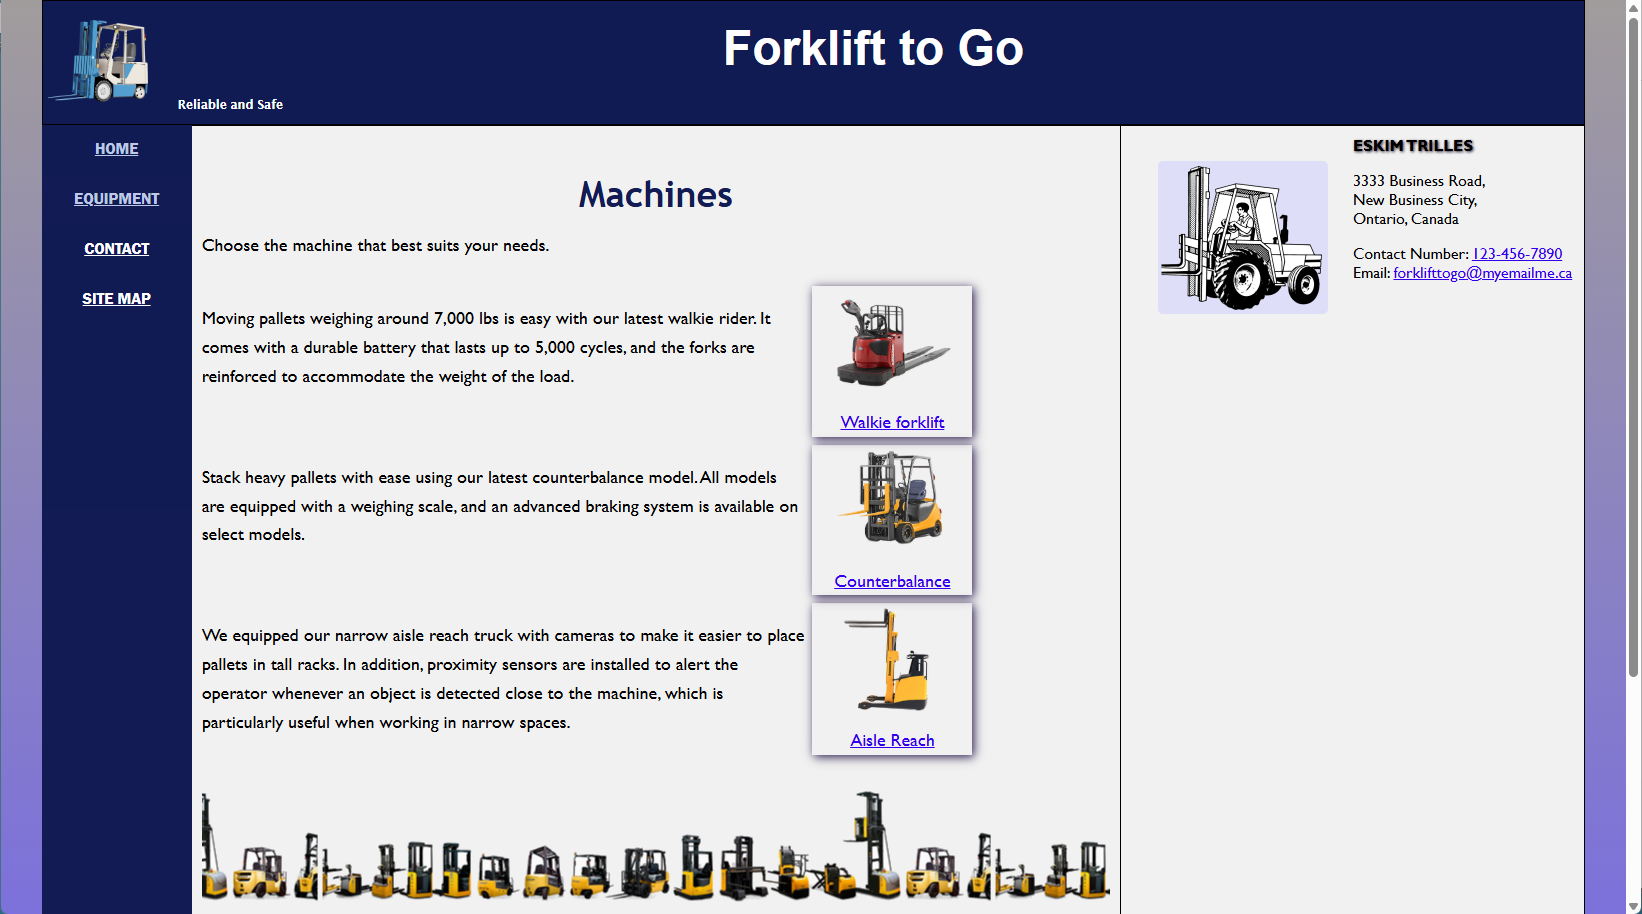 Forklift to Go
Reliable and Safe
HOME
EQUIPMENT
CONTACT
SITE MAP
Machines
Choose the machine that best suits your needs.
Moving pallets weighing around 7,000 lbs is easy with our latest walkie rider. It
comes with a durable battery that lasts up to 5,000 cycles, and the forks are
reinforced to accommodate the weight of the load.
Walkie forklift
Stack heavy pallets with ease using our latest counterbalance model. All models
are equipped with a weighing scale, and an advanced braking system is available on
select models.
Counterbalance
We equipped our narrow aisle reach truck with cameras to make it easier to place
pallets in tall racks. In addition, proximity sensors are installed to alert the
operator whenever an object is detected close to the machine, which is
particularly useful when working in narrow spaces.
Aisle Reach
ESKIM TRILLES
3333 Business Road,
New Business City,
Ontario, Canada
Contact Number: 123-456-7890
Email: forklifttogo@myemailme.ca